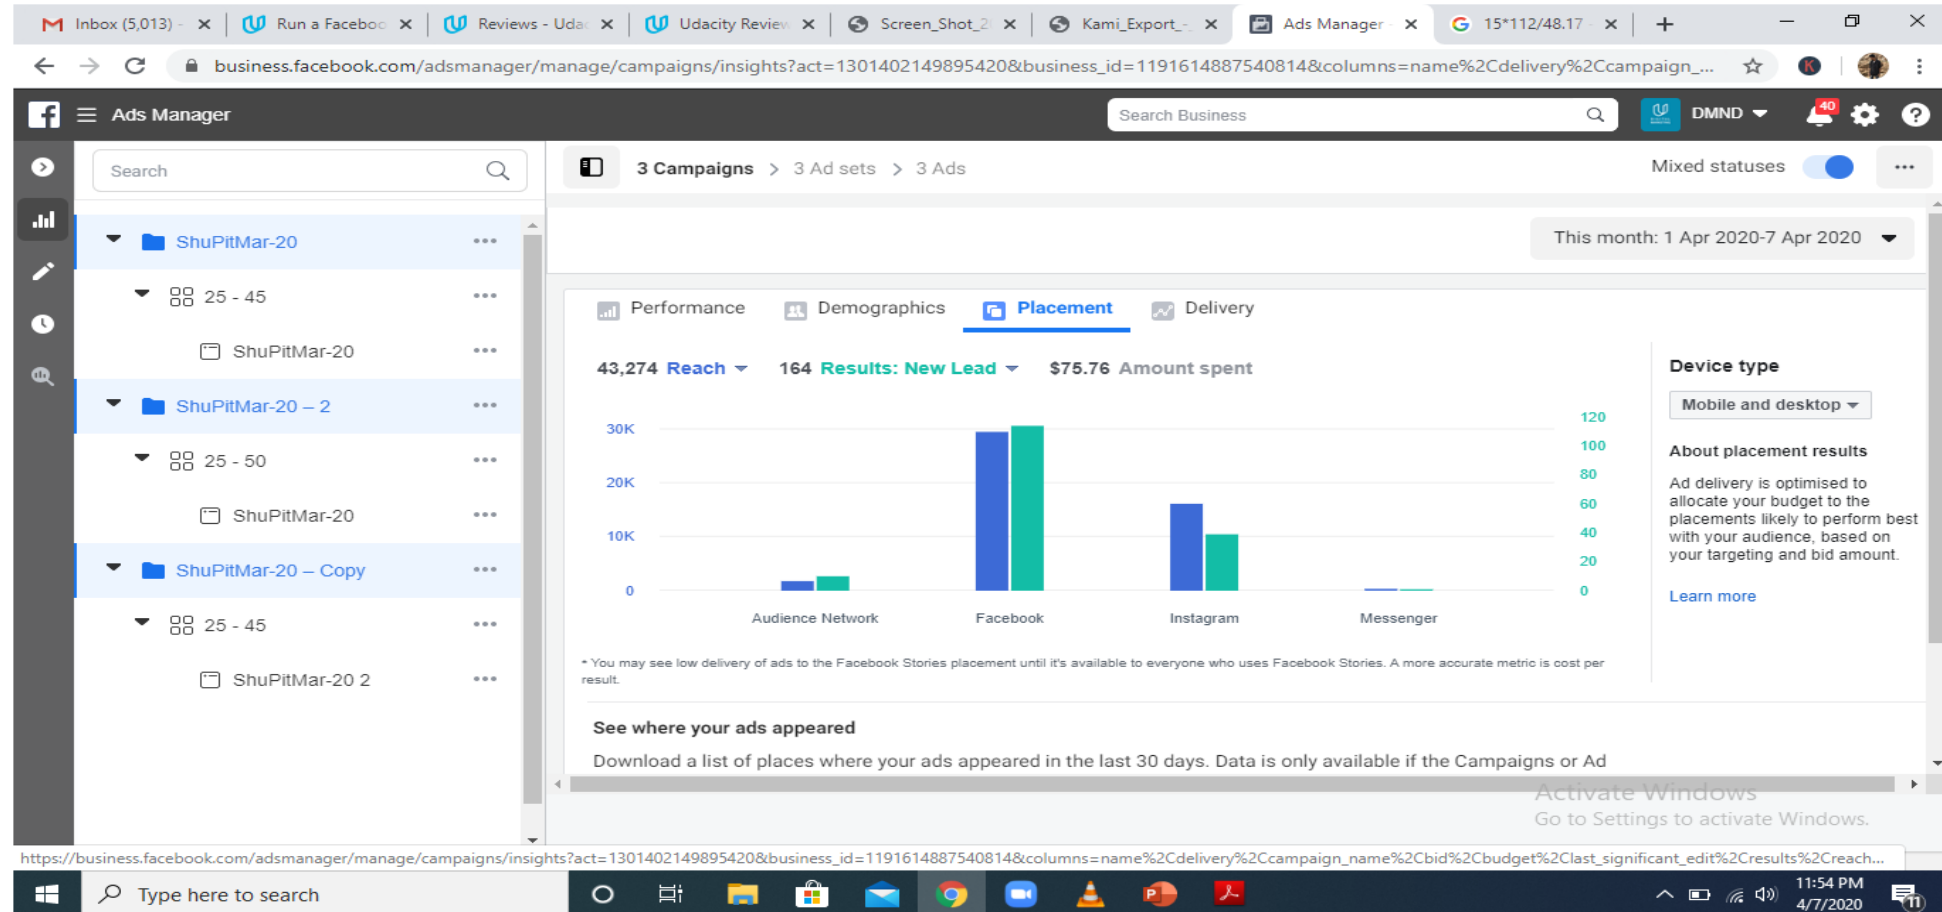 Inbox (5,013) -
Run a Faceboo
Reviews - Udac
Udacity Review
Screen_Shot_2
Kami_Export_-_
Ads Manager -
15*112/48.17 -
business.facebook.com/adsmanager/manage/campaigns/insights?act=1301402149895420&business_id=1191614887540814&columns=name%2Cdelivery%2Ccampaign_...
K
Ads Manager
Search Business
DMND
40
Search
3 Campaigns > 3 Ad sets > 3 Ads
Mixed statuses
This month: 1 Apr 2020-7 Apr 2020
ShuPitMar-20
25 - 45
ShuPitMar-20
ShuPitMar-20 – 2
25 - 50
ShuPitMar-20
ShuPitMar-20 – Copy
25 - 45
ShuPitMar-20 2
Performance
Demographics
Placement
Delivery
43,274 Reach
164 Results: New Lead
$75.76 Amount spent
30K
20K
10K
0
120
100
80
60
40
20
0
Audience Network
Facebook
Instagram
Messenger
Device type
Mobile and desktop
About placement results
Ad delivery is optimised to
allocate your budget to the
placements likely to perform best
with your audience, based on
your targeting and bid amount.
Learn more
* You may see low delivery of ads to the Facebook Stories placement until it's available to everyone who uses Facebook Stories. A more accurate metric is cost per
result.
See where your ads appeared
Download a list of places where your ads appeared in the last 30 days. Data is only available if the Campaigns or Ad
Activate Windows
Go to Settings to activate Windows.
https://business.facebook.com/adsmanager/manage/campaigns/insights?act=1301402149895420&business_id=1191614887540814&columns=name%2Cdelivery%2Ccampaign_name%2Cbid%2Cbudget%2Clast_significant_edit%2Cresults%2Creach...
Type here to search
11:54 PM
4/7/2020
11